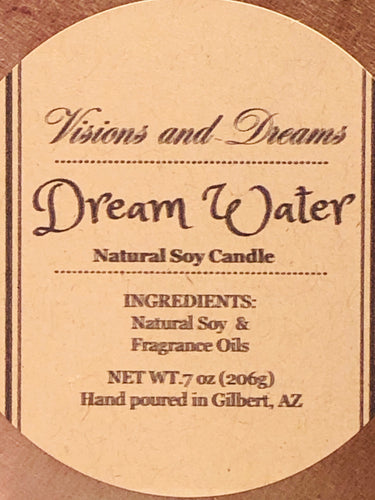 Visions and Dreams
Dream Water
Natural Soy Candle
INGREDIENTS:
Natural Soy &
Fragrance Oils
NET WT.7 oz (206g)
Hand poured in Gilbert, AZ